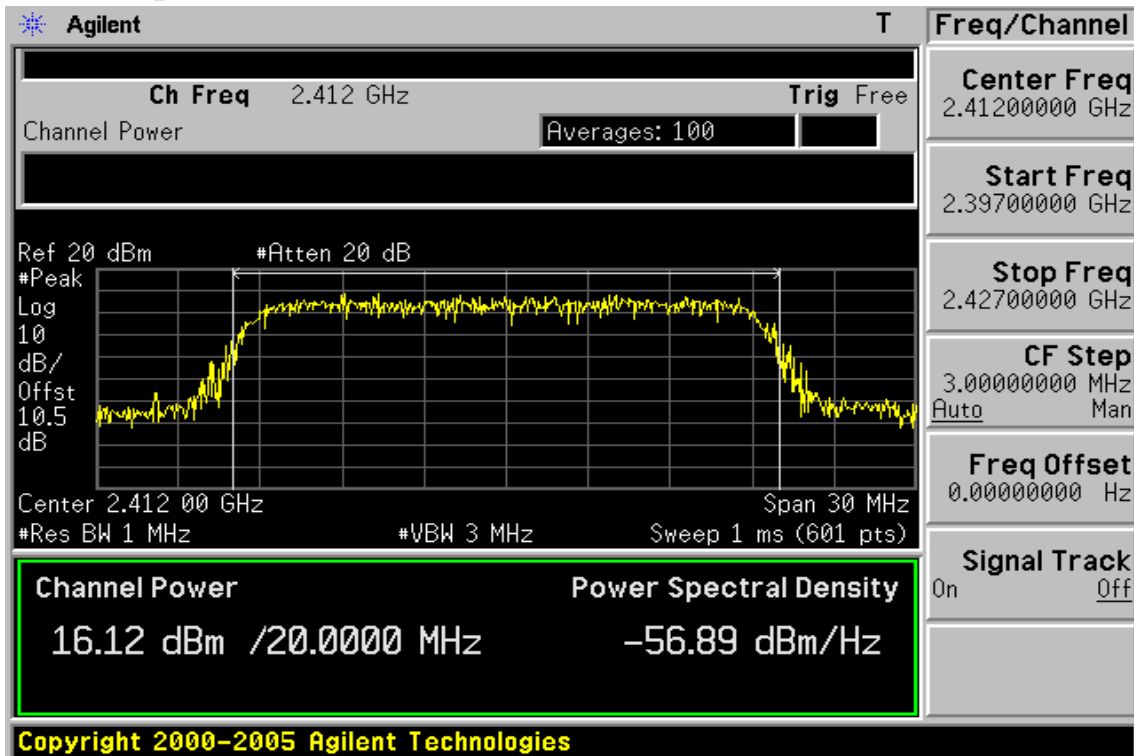 Agilent T
Freq/Channel
Ch Freq 2.412 GHz Trig Free
Channel Power Averages: 100
Ref 20 dBm #Atten 20 dB
#Peak
Log
10
dB/
Offst
10.5
dB
Center 2.412 00 GHz Span 30 MHz
#Res BW 1 MHz #VBW 3 MHz Sweep 1 ms (601 pts)
Channel Power Power Spectral Density
16.12 dBm /20.0000 MHz -56.89 dBm/Hz
Copyright 2000-2005 Agilent Technologies
Center Freq
2.41200000 GHz
Start Freq
2.39700000 GHz
Stop Freq
2.42700000 GHz
CF Step
3.00000000 MHz
Auto Man
Freq Offset
0.00000000 Hz
Signal Track
On Off